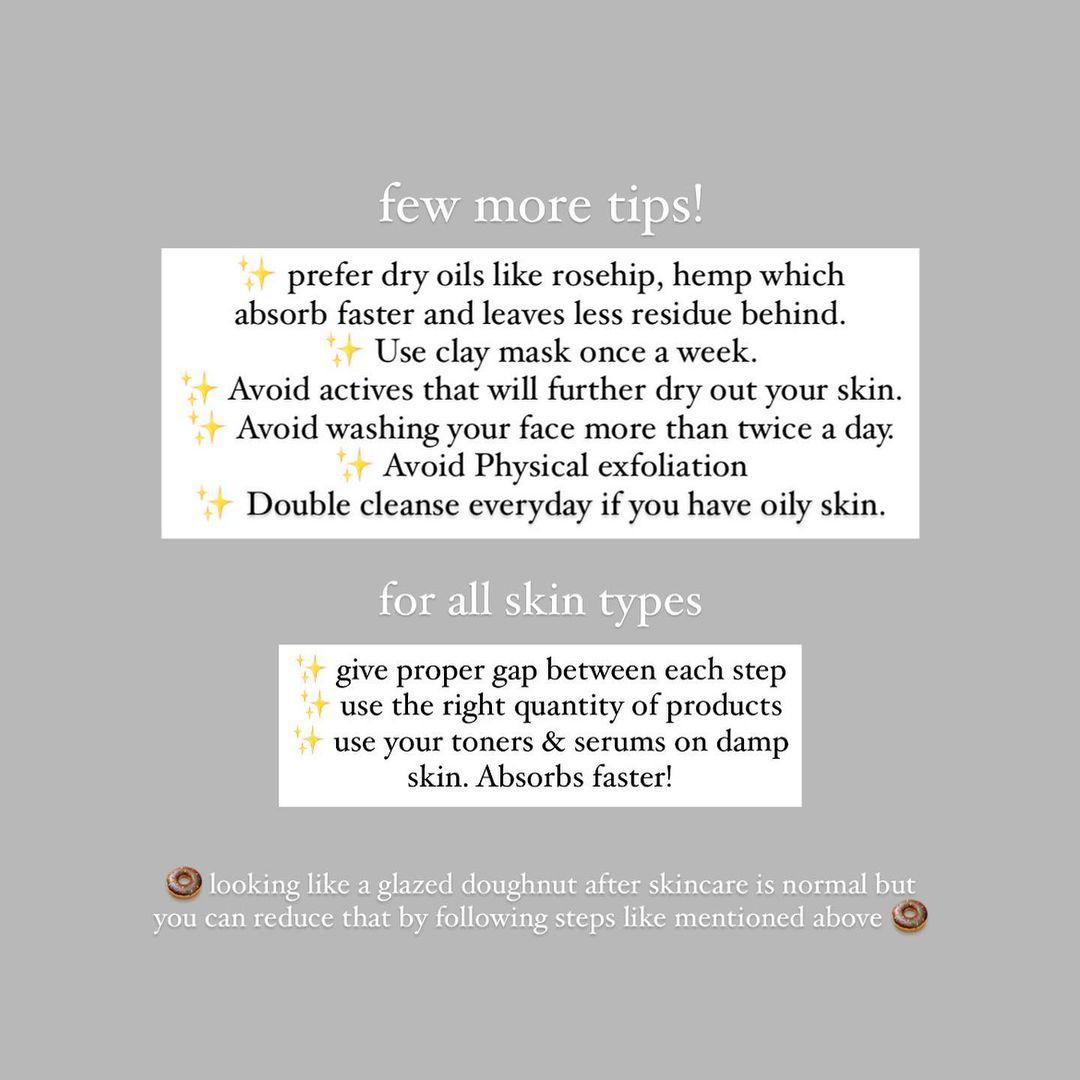 few more tips!
✨ prefer dry oils like rosehip, hemp which
absorb faster and leaves less residue behind.
✨ Use clay mask once a week.
✨ Avoid actives that will further dry out your skin.
✨ Avoid washing your face more than twice a day.
✨ Avoid Physical exfoliation
✨ Double cleanse everyday if you have oily skin.
for all skin types
✨ give proper gap between each step
✨ use the right quantity of products
✨ use your toners & serums on damp
skin. Absorbs faster!
🍩 looking like a glazed doughnut after skincare is normal but
you can reduce that by following steps like mentioned above 🍩